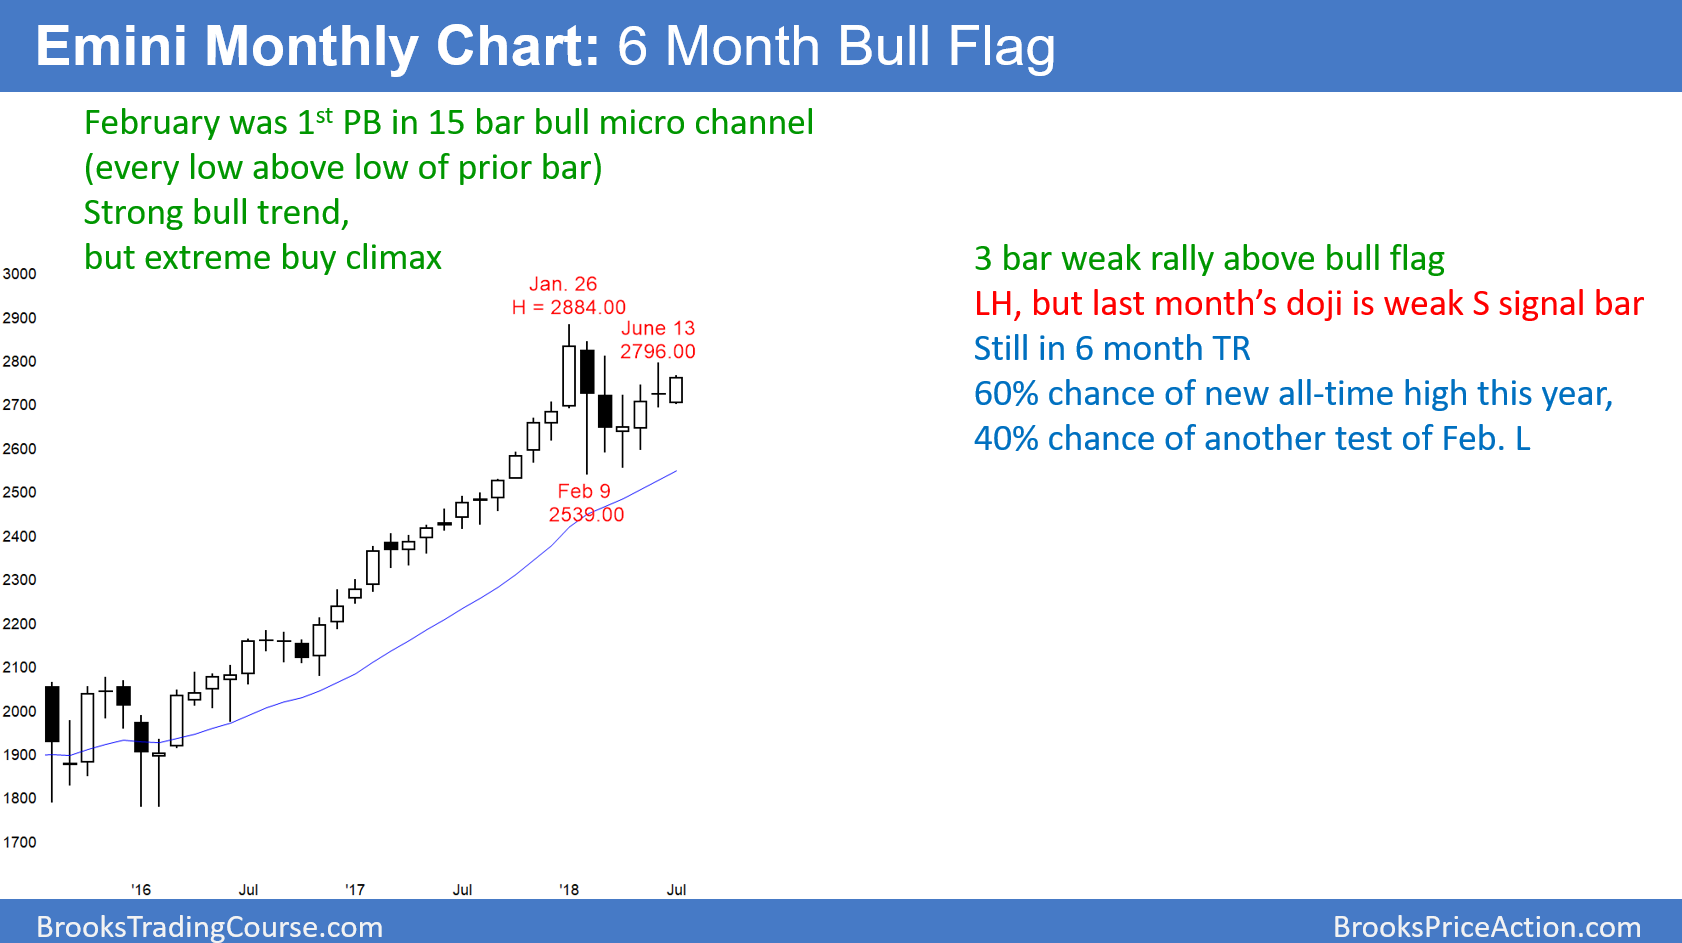 Emini Monthly Chart: 6 Month Bull Flag
February was 1st PB in 15 bar bull micro channel
(every low above low of prior bar)
Strong bull trend,
but extreme buy climax
3 bar weak rally above bull flag
LH, but last month's doji is weak S signal bar
Still in 6 month TR
60% chance of new all-time high this year,
40% chance of another test of Feb. L
Jan. 26
H = 2884.00
June 13
2796.00
Feb 9
2539.00
3000
2900
2800
2700
2600
2500
2400
2300
2200
2100
2000
1900
1800
1700
'16
Jul
'17
Jul
'18
Jul
BrooksTradingCourse.com
BrooksPriceAction.com